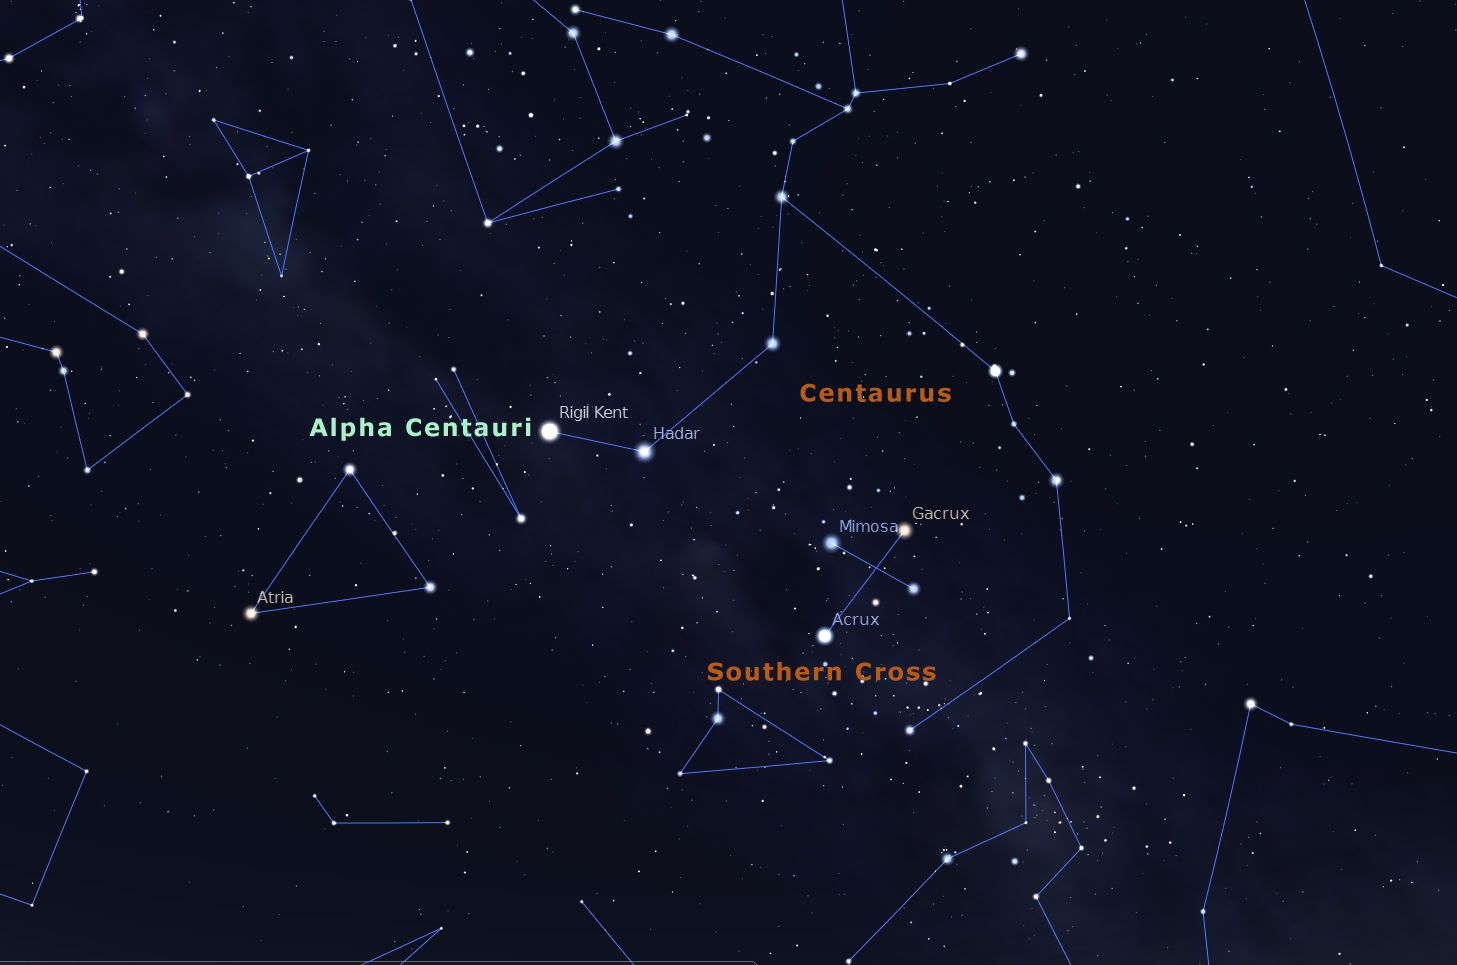 Centaurus
Rigil Kent
Alpha Centauri
Hadar
Gacrux
Mimosa
Atria
Acrux
Southern Cross